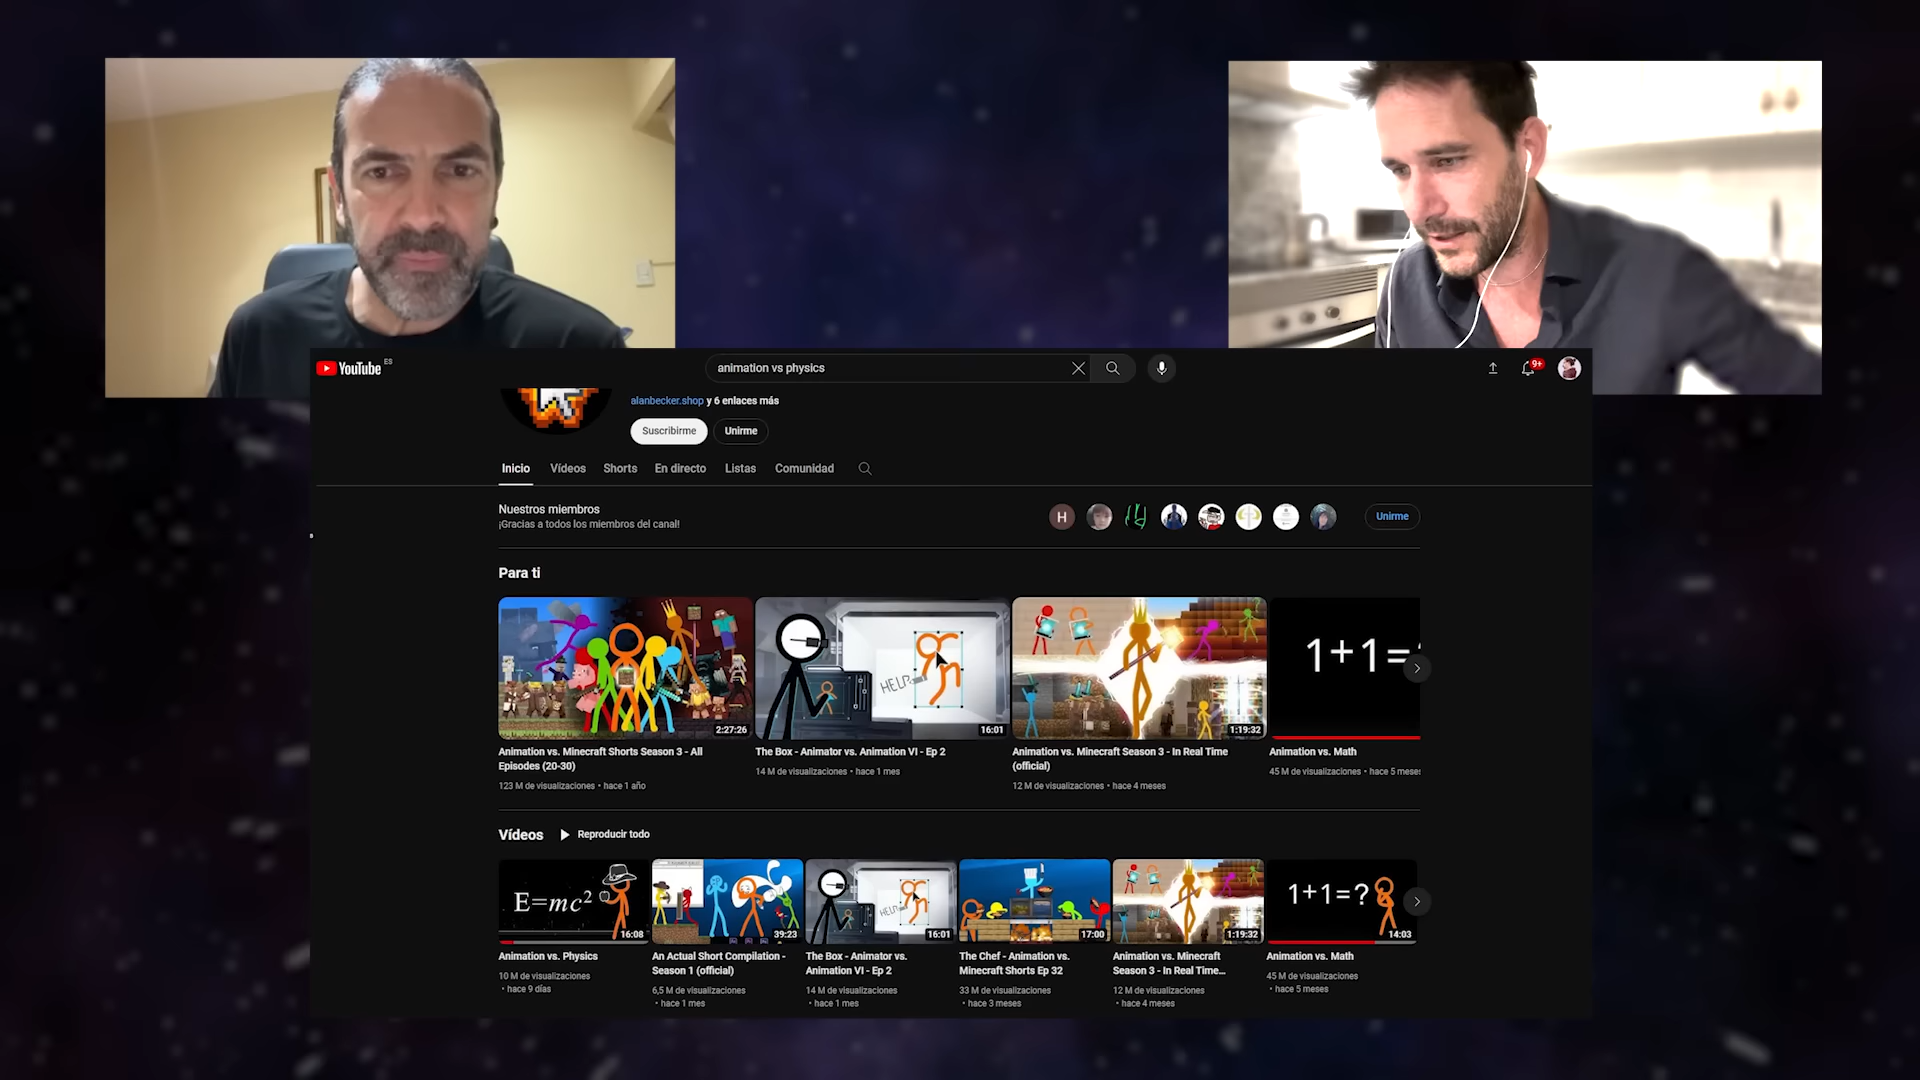 YouTube ES
animation vs physics
9+
alanbecker.shop y 6 enlaces más
Suscribirme
Unirme
Inicio
Vídeos
Shorts
En directo
Listas
Comunidad
Nuestros miembros
¡Gracias a todos los miembros del canal!
H
Unirme
Para ti
HELP
1+1=?
2:27:26
16:01
1:19:32
Animation vs. Minecraft Shorts Season 3 - All
Episodes (20-30)
123 M de visualizaciones • hace 1 año
The Box - Animator vs. Animation VI - Ep 2
14 M de visualizaciones • hace 1 mes
Animation vs. Minecraft Season 3 - In Real Time
(official)
12 M de visualizaciones • hace 4 meses
Animation vs. Math
45 M de visualizaciones • hace 5 meses
Vídeos
Reproducir todo
E=mc²
16:08
39:23
HELP
16:01
17:00
1:19:32
1+1=?
14:03
Animation vs. Physics
10 M de visualizaciones
• hace 9 días
An Actual Short Compilation -
Season 1 (official)
6,5 M de visualizaciones
• hace 1 mes
The Box - Animator vs.
Animation VI - Ep 2
14 M de visualizaciones
• hace 1 mes
The Chef - Animation vs.
Minecraft Shorts Ep 32
33 M de visualizaciones
• hace 3 meses
Animation vs. Minecraft
Season 3 - In Real Time...
12 M de visualizaciones
• hace 4 meses
Animation vs. Math
45 M de visualizaciones
• hace 5 meses